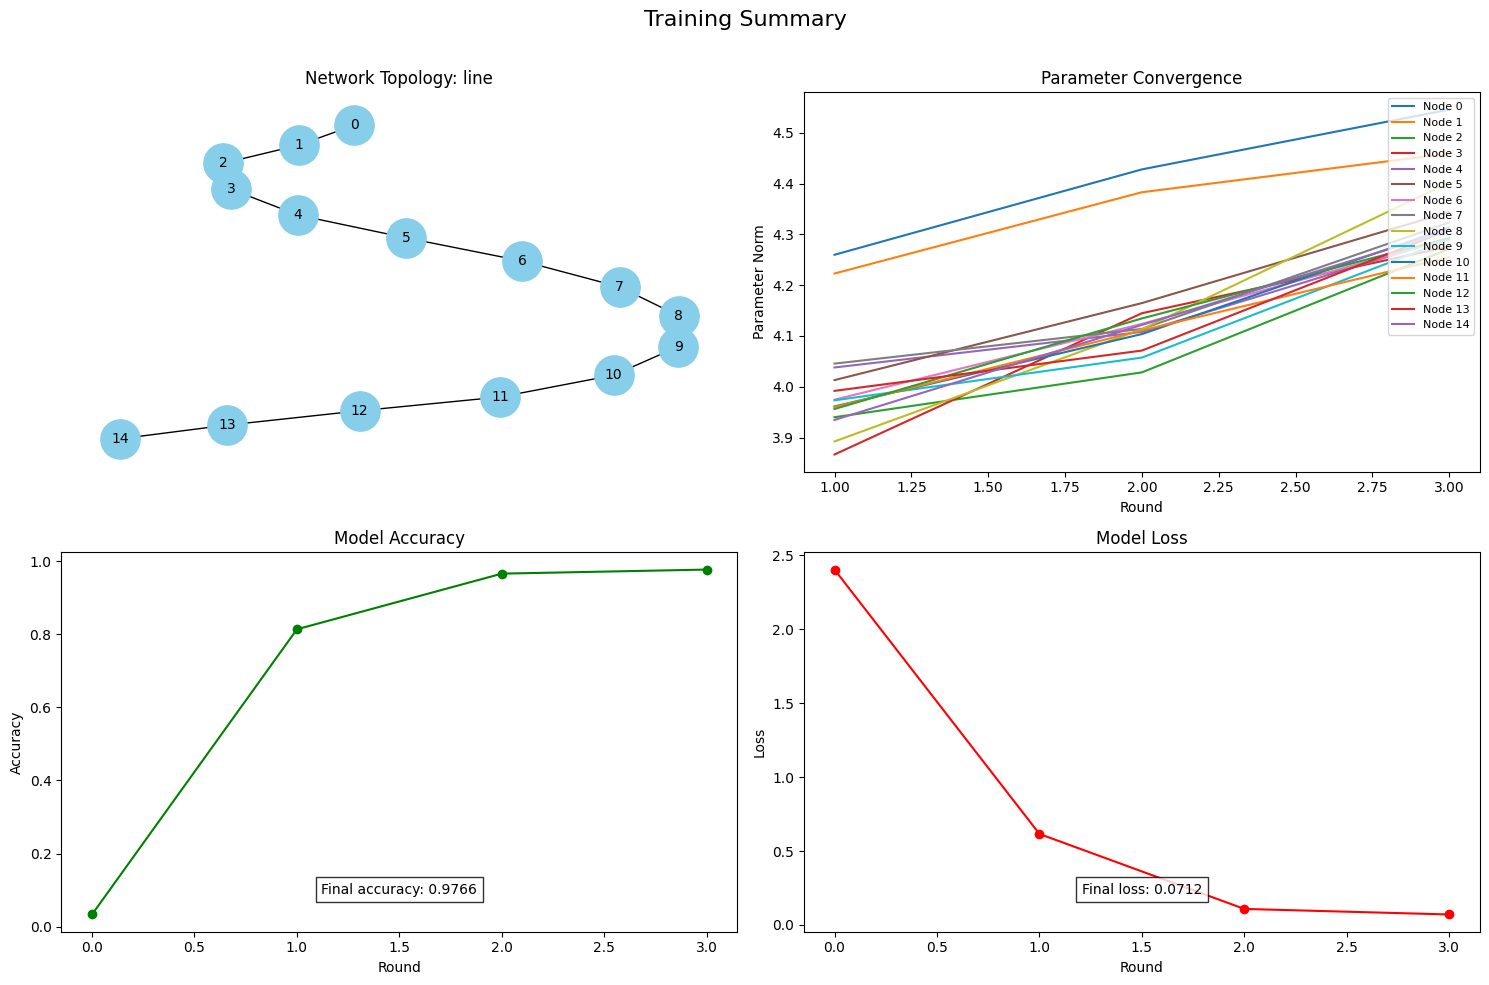 Training Summary
Network Topology: line
0
1
2
3
4
5
6
7
8
9
10
11
12
13
14
Parameter Convergence
Parameter Norm
4.5
4.4
4.3
4.2
4.1
4.0
3.9
Node 0
Node 1
Node 2
Node 3
Node 4
Node 5
Node 6
Node 7
Node 8
Node 9
Node 10
Node 11
Node 12
Node 13
Node 14
1.00 1.25 1.50 1.75 2.00 2.25 2.50 2.75 3.00
Round
Model Accuracy
Accuracy
1.0
0.8
0.6
0.4
0.2
0.0
Final accuracy: 0.9766
0.0 0.5 1.0 1.5 2.0 2.5 3.0
Round
Model Loss
Loss
2.5
2.0
1.5
1.0
0.5
0.0
Final loss: 0.0712
0.0 0.5 1.0 1.5 2.0 2.5 3.0
Round